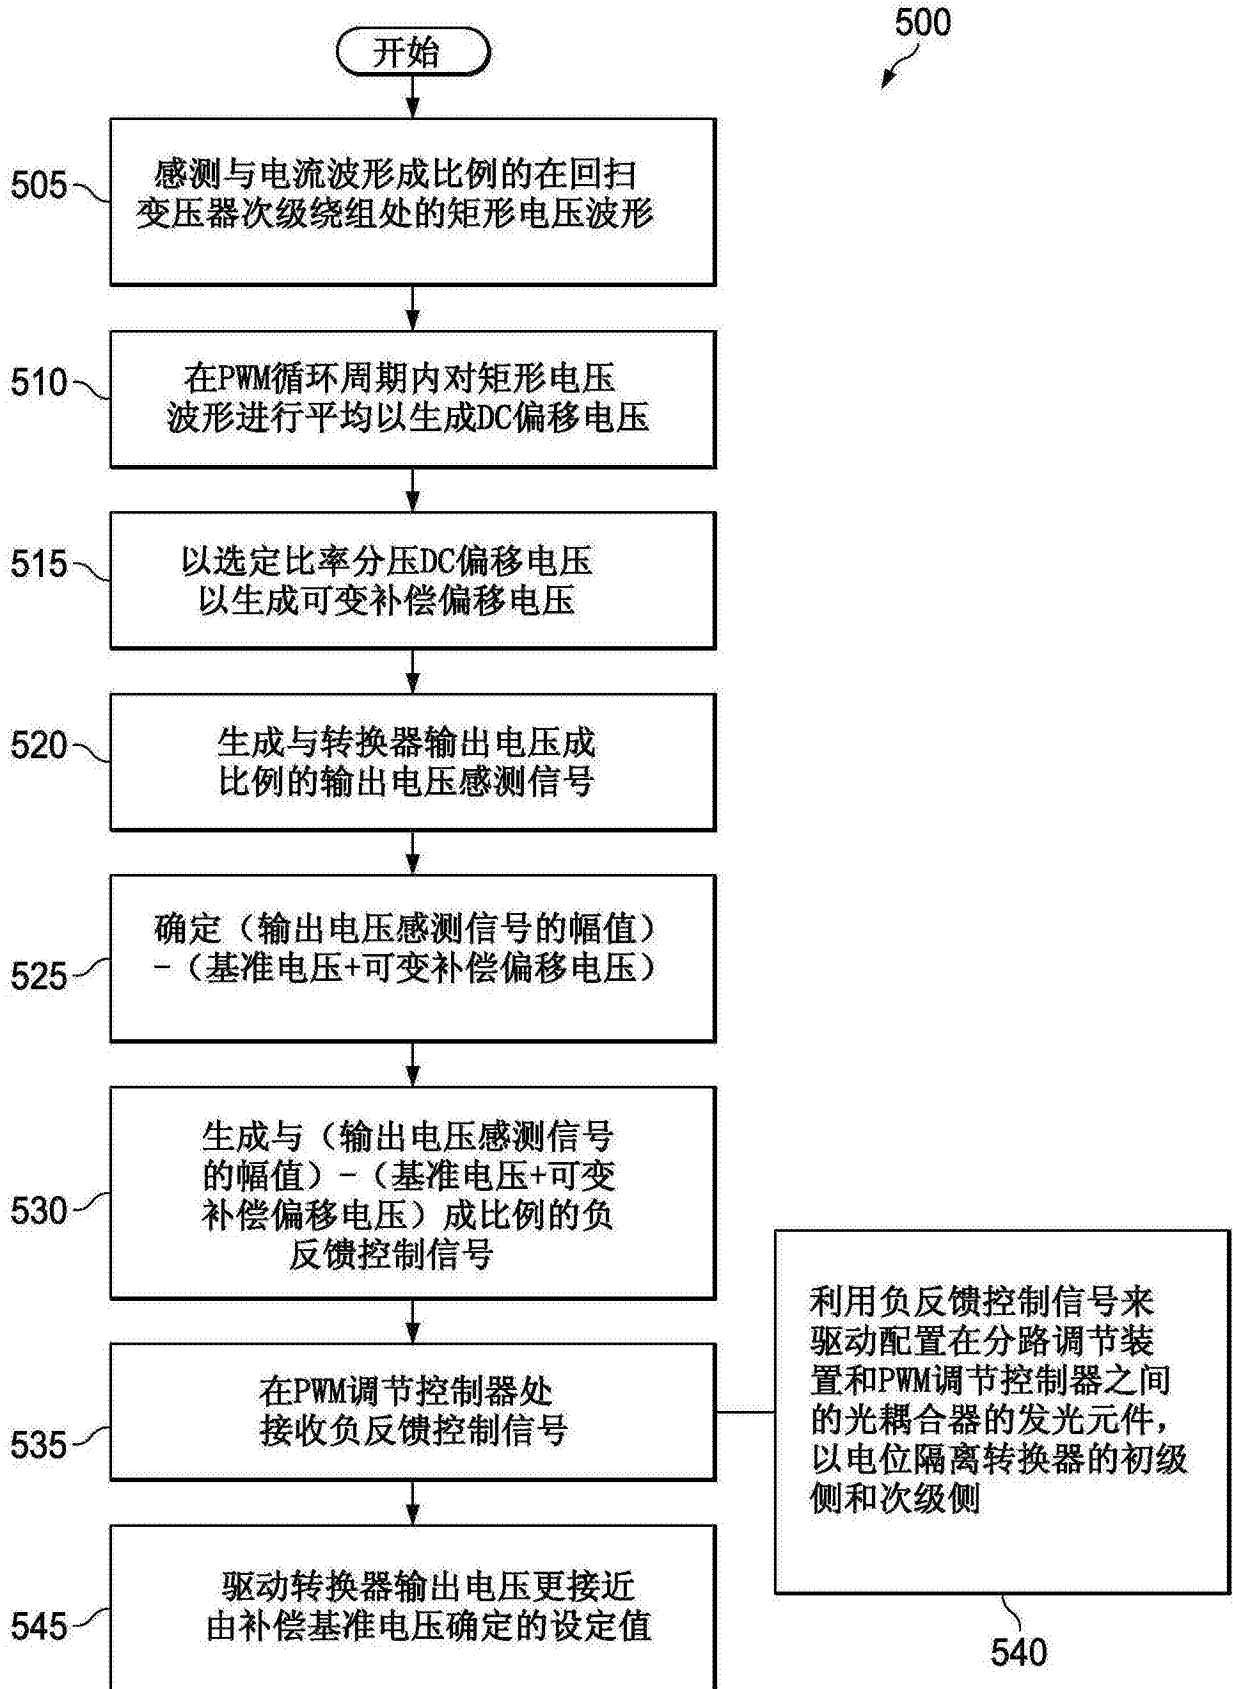 500
开始
505
感测与电流波形成比例的在回扫
变压器次级绕组处的矩形电压波形
510
在PWM循环周期内对矩形电压
波形进行平均以生成DC偏移电压
515
以选定比率分压DC偏移电压
以生成可变补偿偏移电压
520
生成与转换器输出电压成
比例的输出电压感测信号
525
确定（输出电压感测信号的幅值）
-（基准电压+可变补偿偏移电压）
530
生成与（输出电压感测信号
的幅值）-（基准电压+可变
补偿偏移电压）成比例的负
反馈控制信号
535
在PWM调节控制器处
接收负反馈控制信号
利用负反馈控制信号来
驱动配置在分路调节装
置和PWM调节控制器之间
的光耦合器的发光元件，
以电位隔离转换器的初级
侧和次级侧
540
545
驱动转换器输出电压更接近
由补偿基准电压确定的设定值